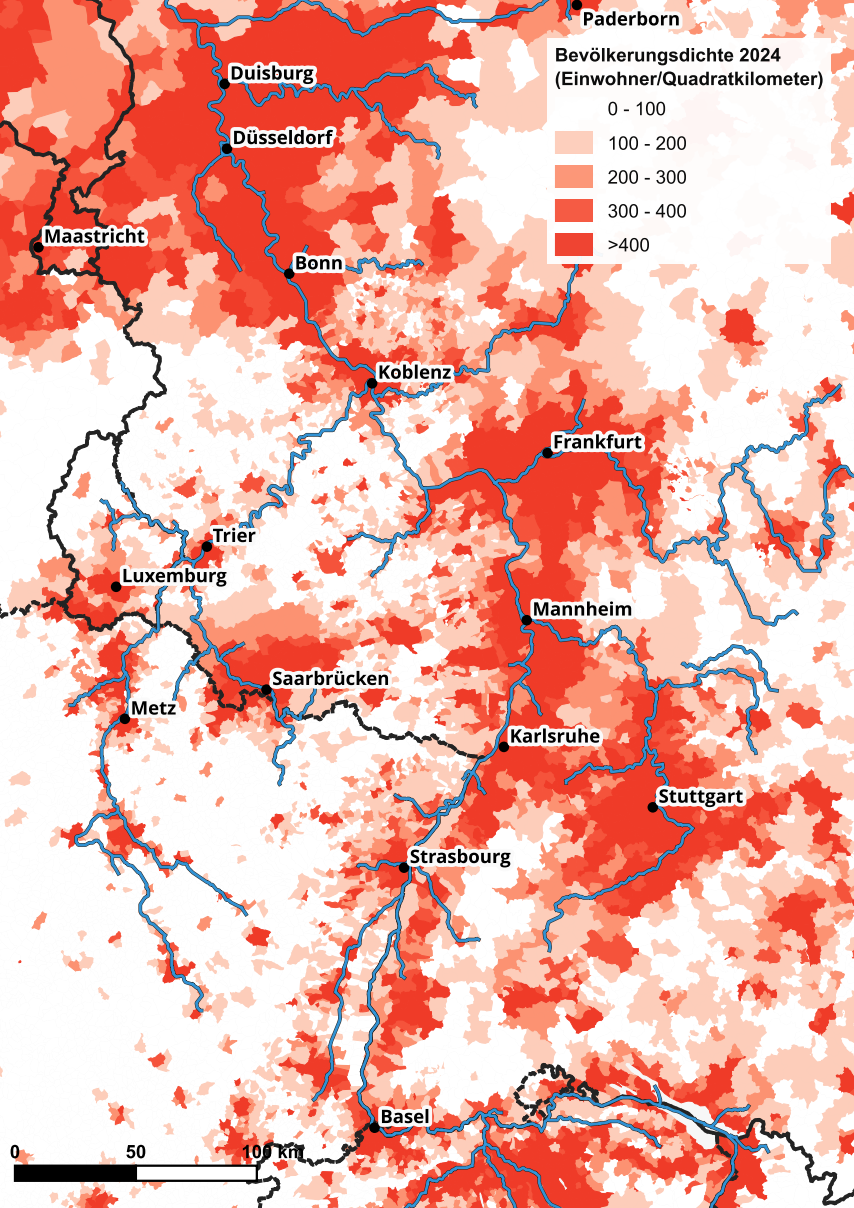 Paderborn
Bevölkerungsdichte 2024
(Einwohner/Quadratkilometer)
0 - 100
100 - 200
200 - 300
300 - 400
>400
Duisburg
Düsseldorf
Maastricht
Bonn
Koblenz
Frankfurt
Trier
Luxemburg
Mannheim
Saarbrücken
Metz
Karlsruhe
Stuttgart
Strasbourg
Basel
0 50 100 km